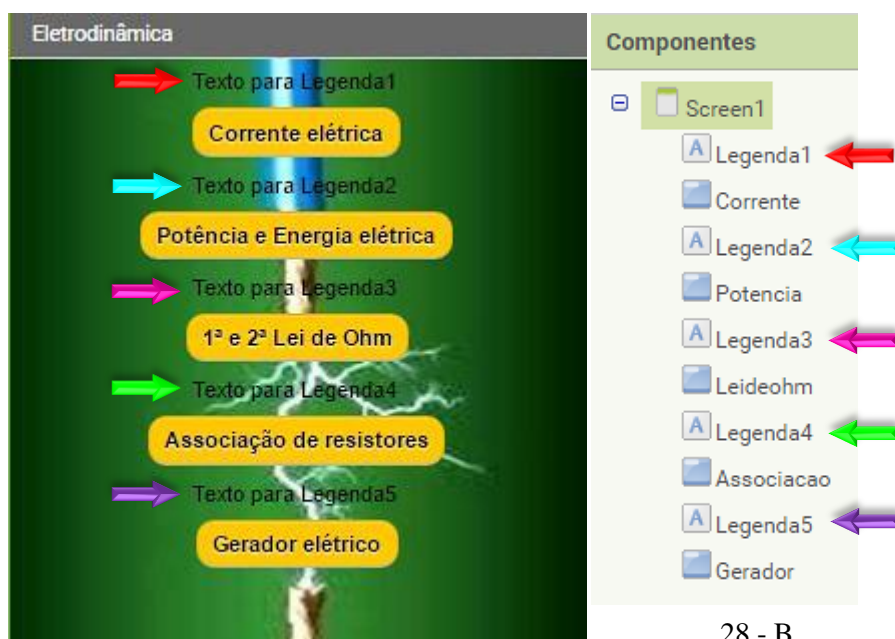 Eletrodinâmica
Texto para Legenda1
Corrente elétrica
Texto para Legenda2
Potência e Energia elétrica
Texto para Legenda3
1ª e 2ª Lei de Ohm
Texto para Legenda4
Associação de resistores
Texto para Legenda5
Gerador elétrico
Componentes
Screen1
A Legenda1
Corrente
A Legenda2
Potencia
A Legenda3
Leideohm
A Legenda4
Associacao
A Legenda5
Gerador
28 - B